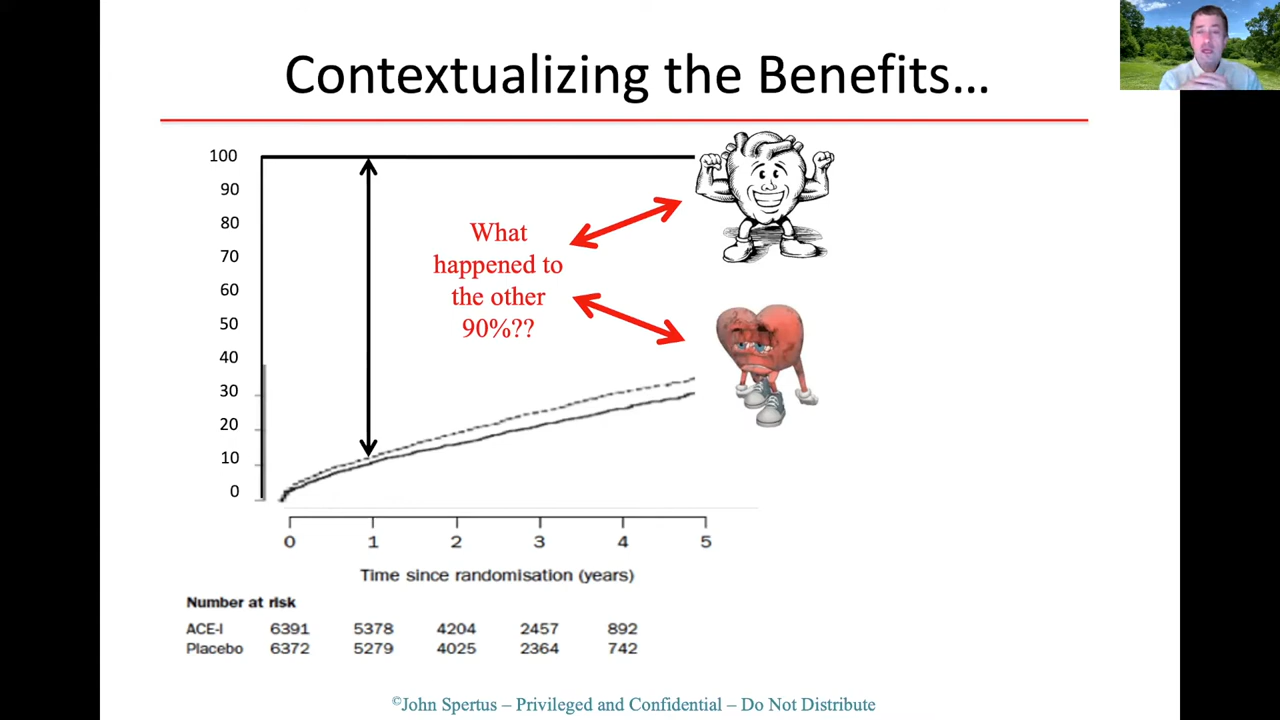 Contextualizing the Benefits…
100
90
80
70
60
50
40
30
20
10
0
What
happened to
the other
90%??
0 1 2 3 4 5
Time since randomisation (years)
Number at risk
ACE-I 6391 5378 4204 2457 892
Placebo 6372 5279 4025 2364 742
©John Spertus – Privileged and Confidential – Do Not Distribute